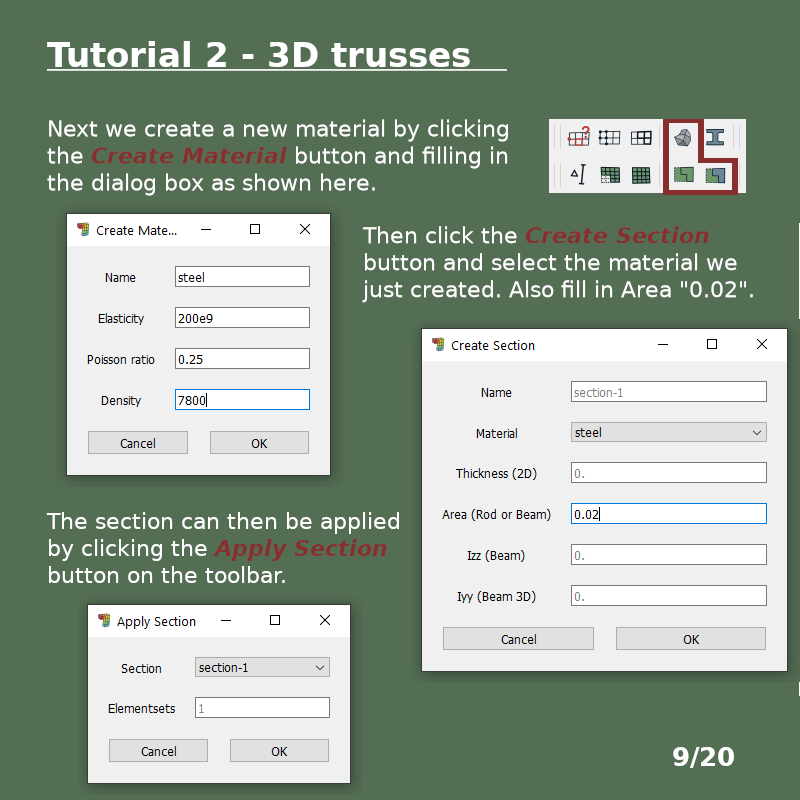 Tutorial 2 - 3D trusses
Next we create a new material by clicking
the Create Material button and filling in
the dialog box as shown here.
?
Create Mate...
Name
steel
Elasticity
200e9
Poisson ratio
0.25
Density
7800
Cancel
OK
Then click the Create Section
button and select the material we
just created. Also fill in Area "0.02".
Create Section
Name
section-1
Material
steel
Thickness (2D)
0.
Area (Rod or Beam)
0.02
Izz (Beam)
0.
Iyy (Beam 3D)
0.
Cancel
OK
The section can then be applied
by clicking the Apply Section
button on the toolbar.
Apply Section
Section
section-1
Elementsets
1
Cancel
OK
9/20